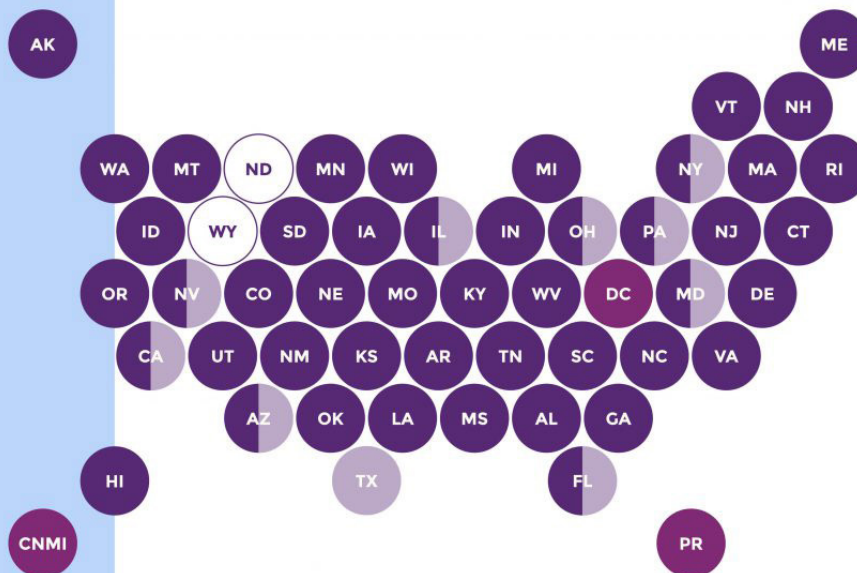 AK ME
VT NH
WA MT ND MN WI MI NY MA RI
ID WY SD IA IL IN OH PA NJ CT
OR NV CO NE MO KY WV DC MD DE
CA UT NM KS AR TN SC NC VA
AZ OK LA MS AL GA
HI TX FL
CNMI PR